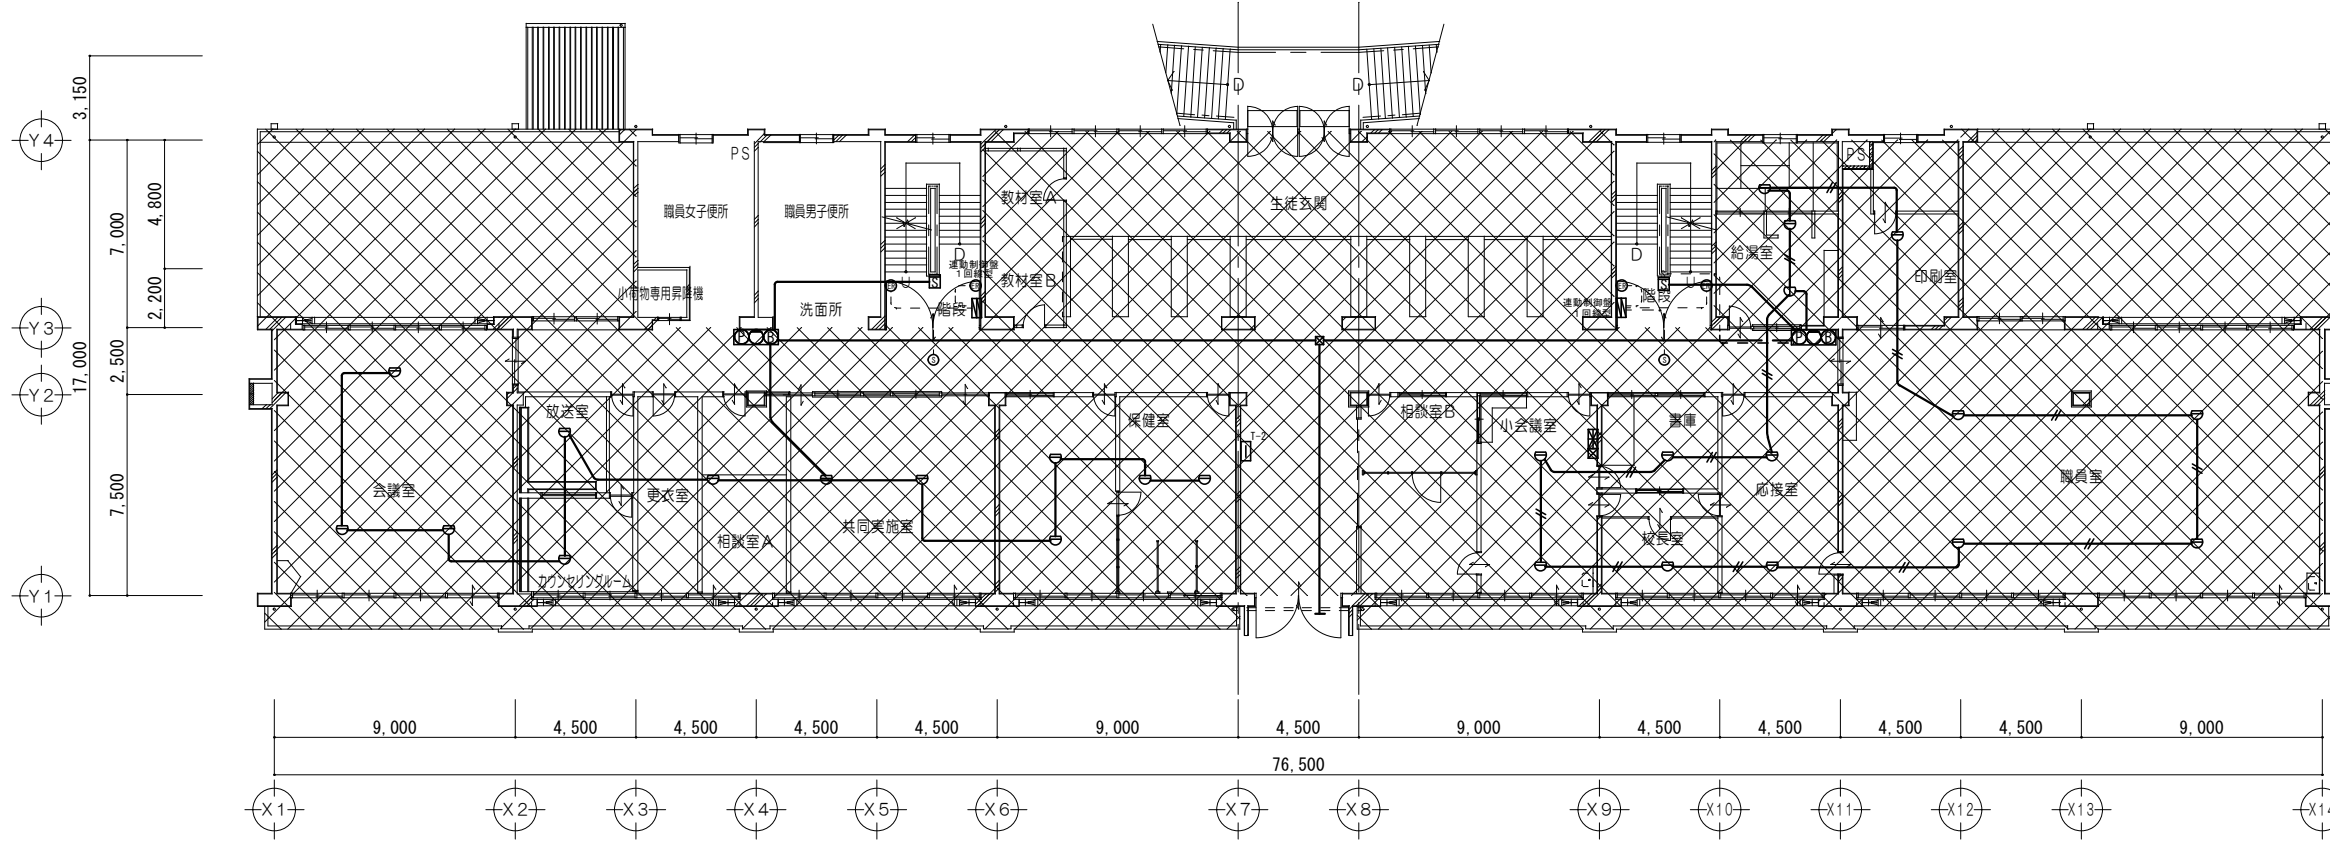 D
D
3,150
Y4
PS
PS
4,800
7,000
教材室A
生徒玄関
職員女子便所
職員男子便所
給湯室
D
D
連動制御盤
1回線型
U
S
教材室B
印刷室
2,200
小荷物専用昇降機
洗面所
階段
連動制御盤
1回線型
階段
U
S
Y3
P
B
P
B
17,000
2,500
S
S
Y2
放送室
保健室
相談室B
小会議室
書庫
T-2
会議室
更衣室
応接室
職員室
7,500
共同実施室
相談室A
校長室
カウンセリングルーム
Y1
9,000
4,500
4,500
4,500
4,500
9,000
4,500
9,000
4,500
4,500
4,500
4,500
9,000
76,500
X1
X2
X3
X4
X5
X6
X7
X8
X9
X10
X11
X12
X13
X14